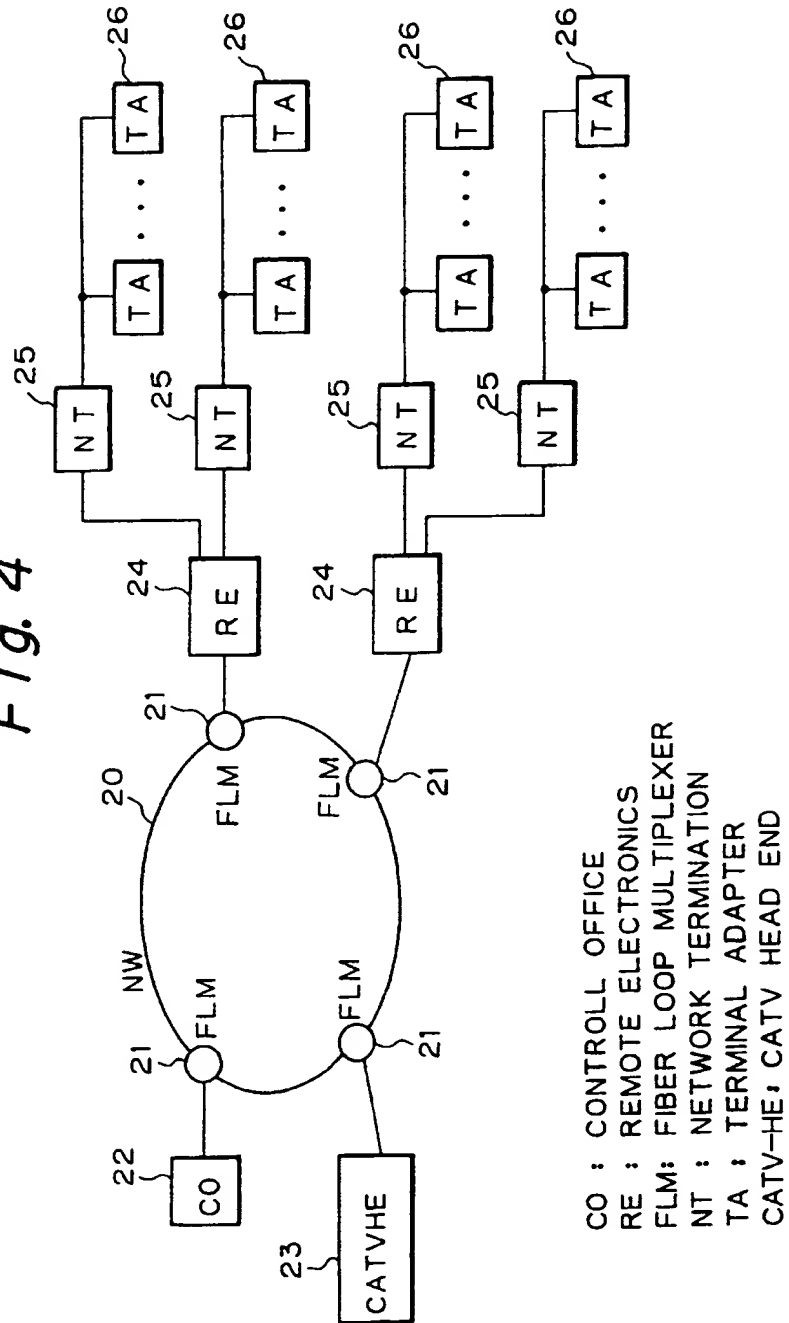 Fig. 4
22
CO
23
CATVHE
NW
20
21
FLM
21
FLM
FLM
21
FLM
21
24
RE
24
RE
25
NT
TA
...
TA
26
25
NT
TA
...
TA
26
25
NT
TA
...
TA
26
25
NT
TA
...
TA
26
CO : CONTROLL OFFICE
RE : REMOTE ELECTRONICS
FLM: FIBER LOOP MULTIPLEXER
NT : NETWORK TERMINATION
TA : TERMINAL ADAPTER
CATV-HE: CATV HEAD END